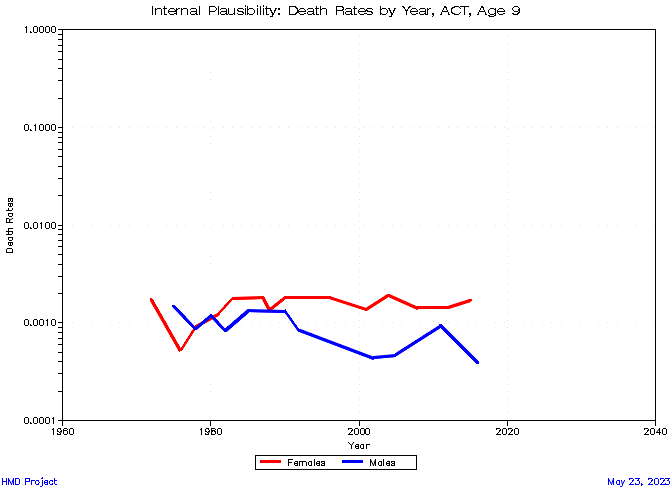 Internal Plausibility: Death Rates by Year, ACT, Age 9
1.0000
0.1000
0.0100
0.0010
0.0001
Death Rates
1960 1980 2000 2020 2040
Year
Females Males
HMD Project May 23, 2023